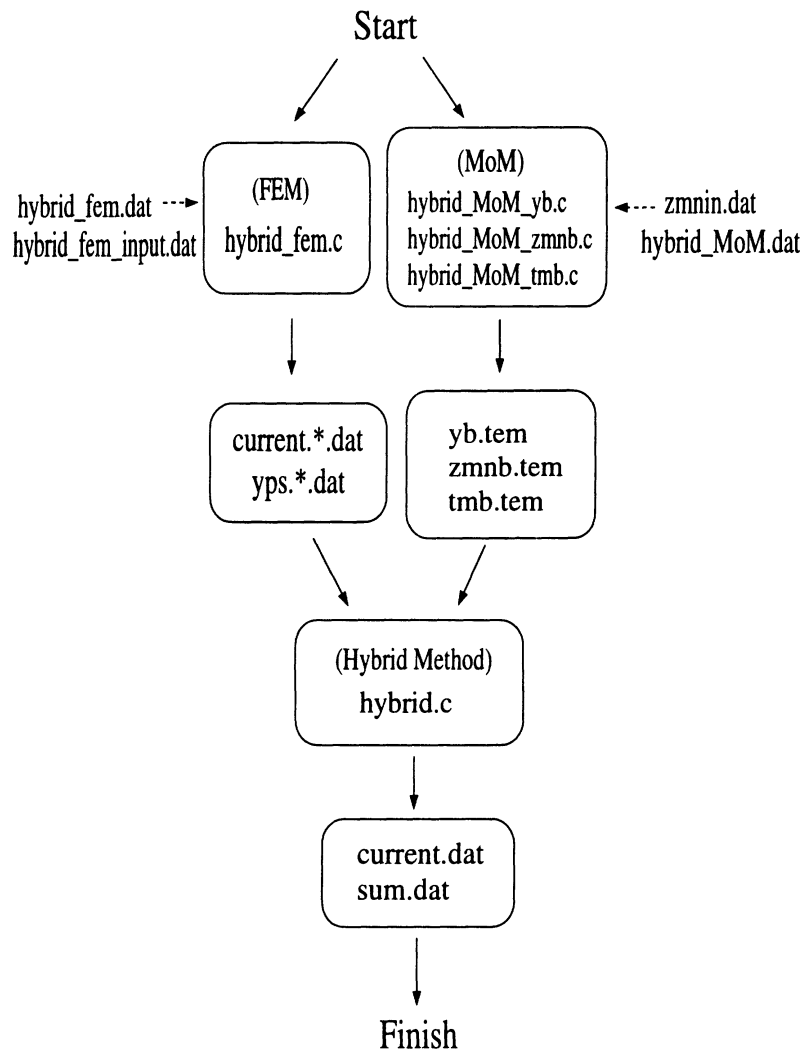 Start
(FEM)
hybrid_fem.c
hybrid_fem.dat
hybrid_fem_input.dat
(MoM)
hybrid_MoM_yb.c
hybrid_MoM_zmnb.c
hybrid_MoM_tmb.c
zmnin.dat
hybrid_MoM.dat
current.*.dat
yps.*.dat
yb.tem
zmnb.tem
tmb.tem
(Hybrid Method)
hybrid.c
current.dat
sum.dat
Finish